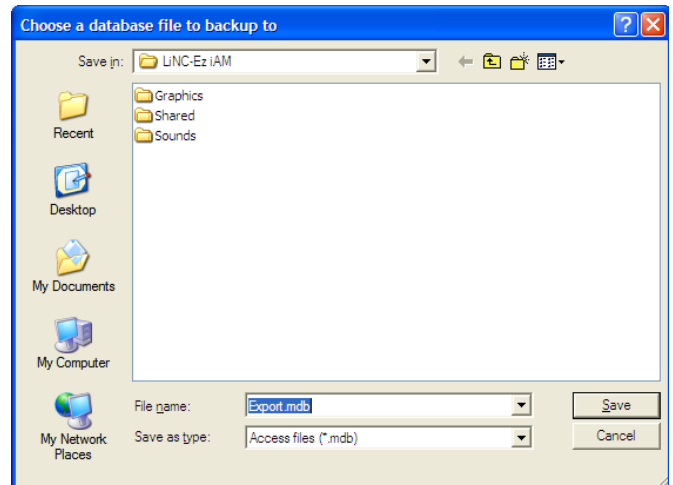 Choose a database file to backup to
Save in: LiNC-Ez iAM
Graphics
Shared
Sounds
Recent
Desktop
My Documents
My Computer
My Network
Places
File name: Export.mdb Save
Save as type: Access files (*.mdb) Cancel